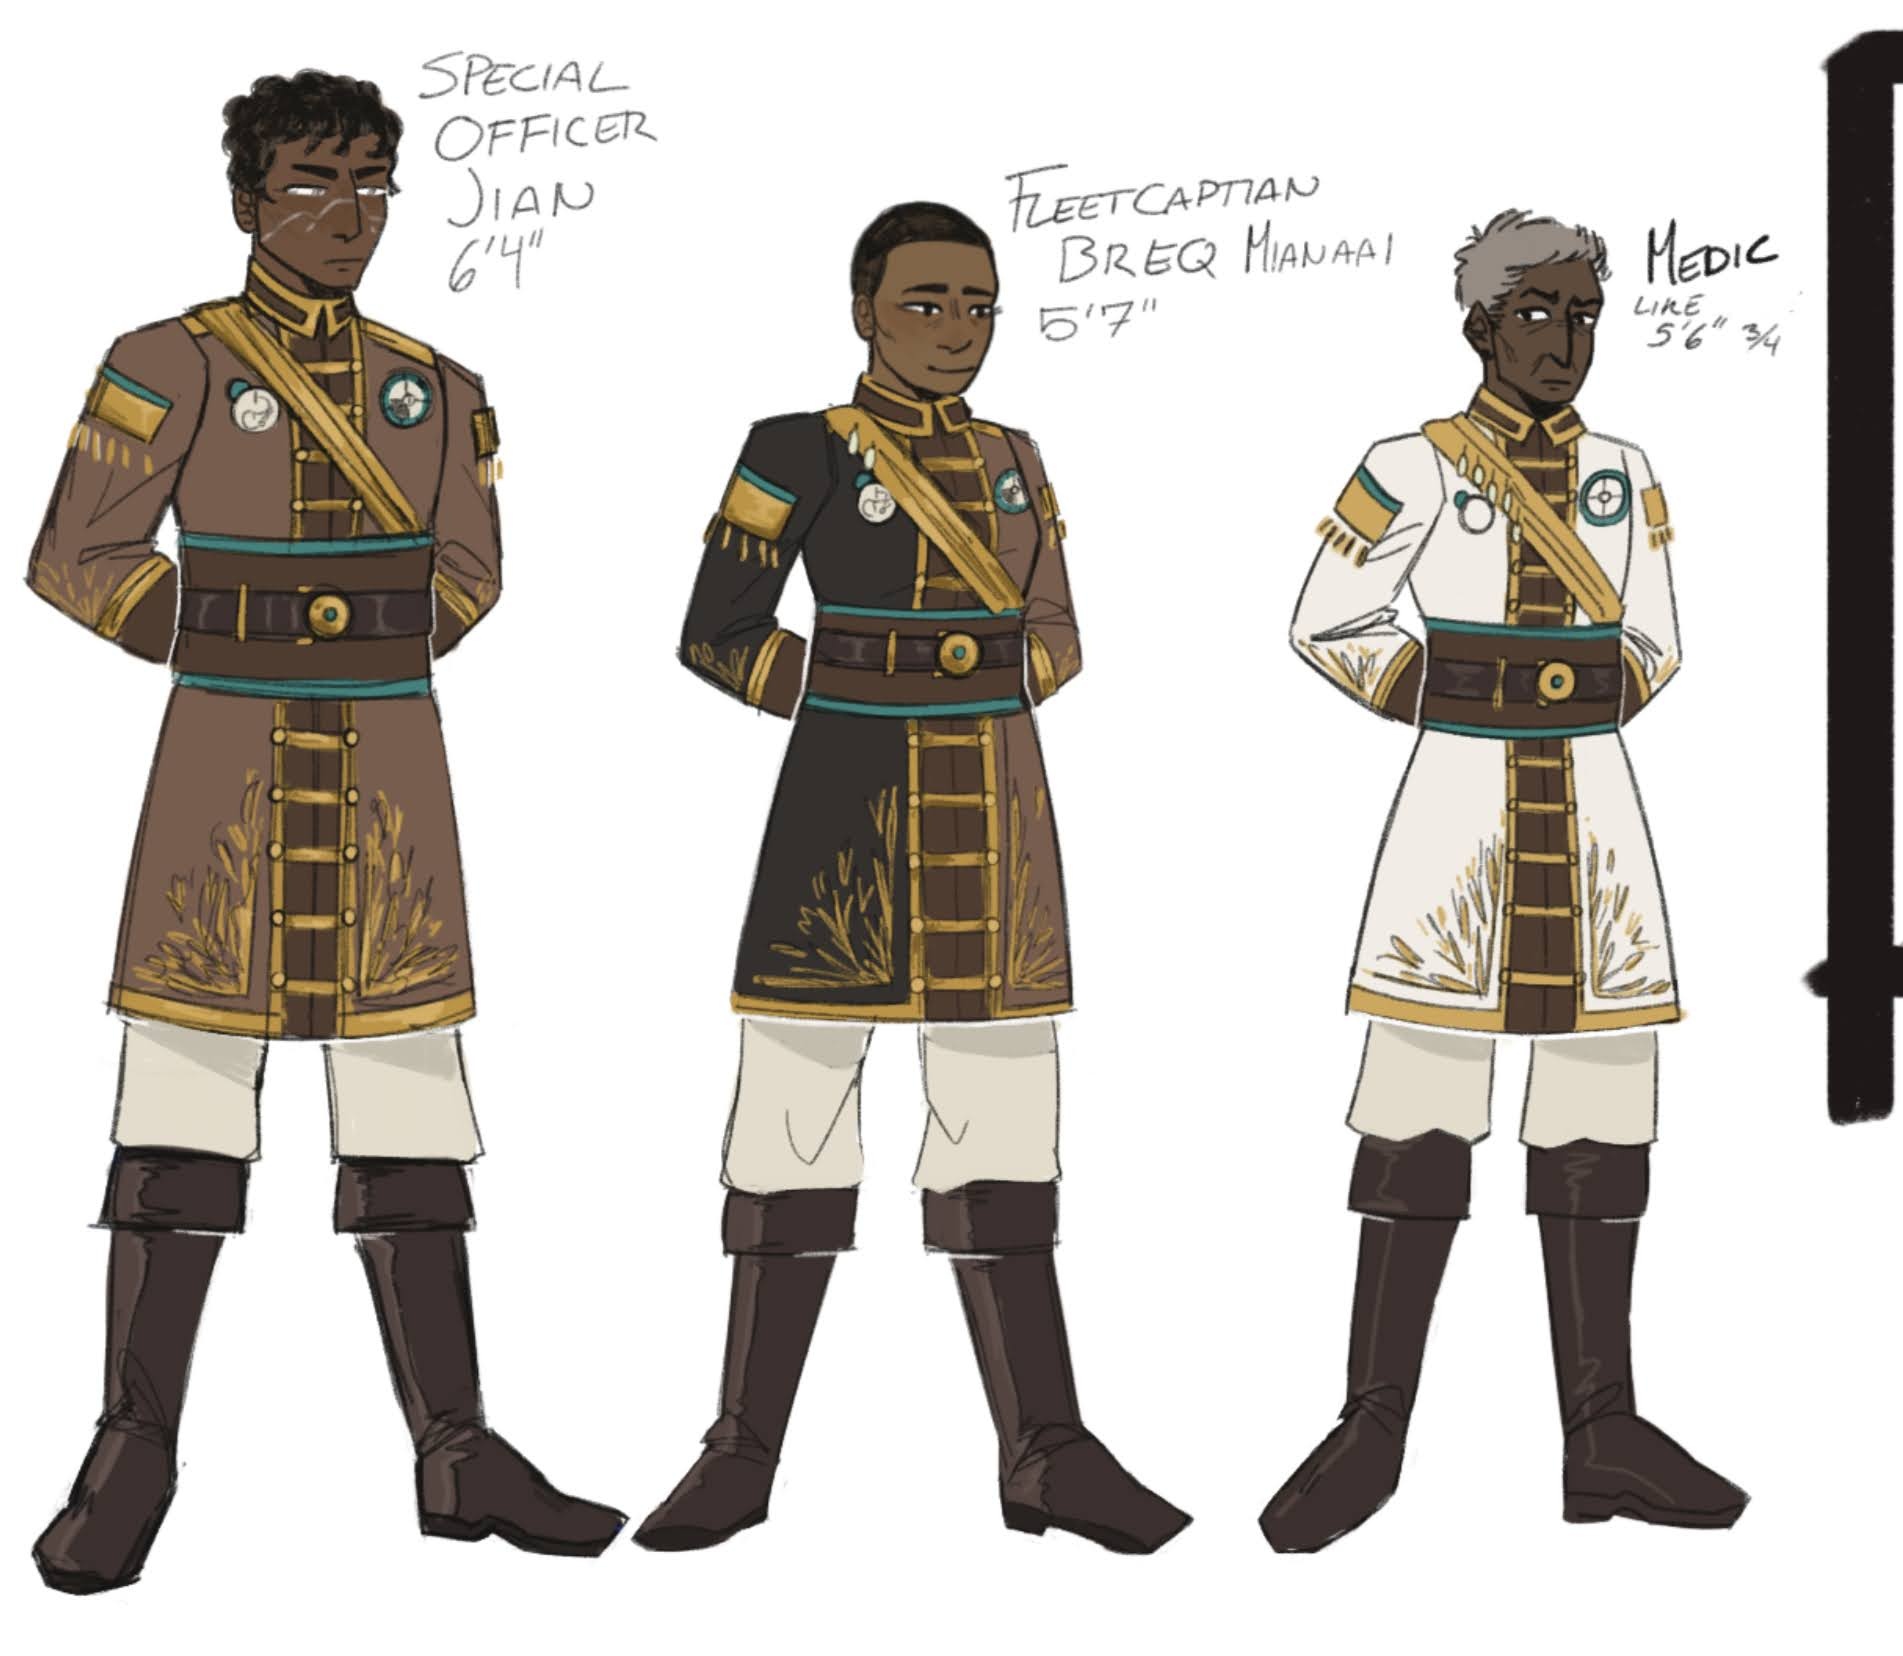 SPECIAL
OFFICER
JIAN
6'4"
FLEETCAPTIAN
BREQ MIANAAI
5'7"
MEDIC
LIKE
5'6" 3/4